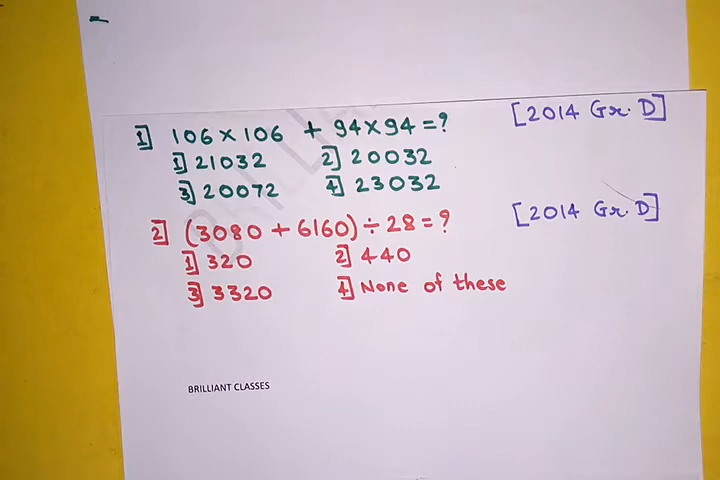 1] 106 × 106 + 94 × 94 = ? [2014 Gr. D]
1] 21032 2] 20032
3] 20072 4] 23032
2] (3080 + 6160) ÷ 28 = ? [2014 Gr. D]
1] 320 2] 440
3] 3320 4] None of these
BRILLIANT CLASSES